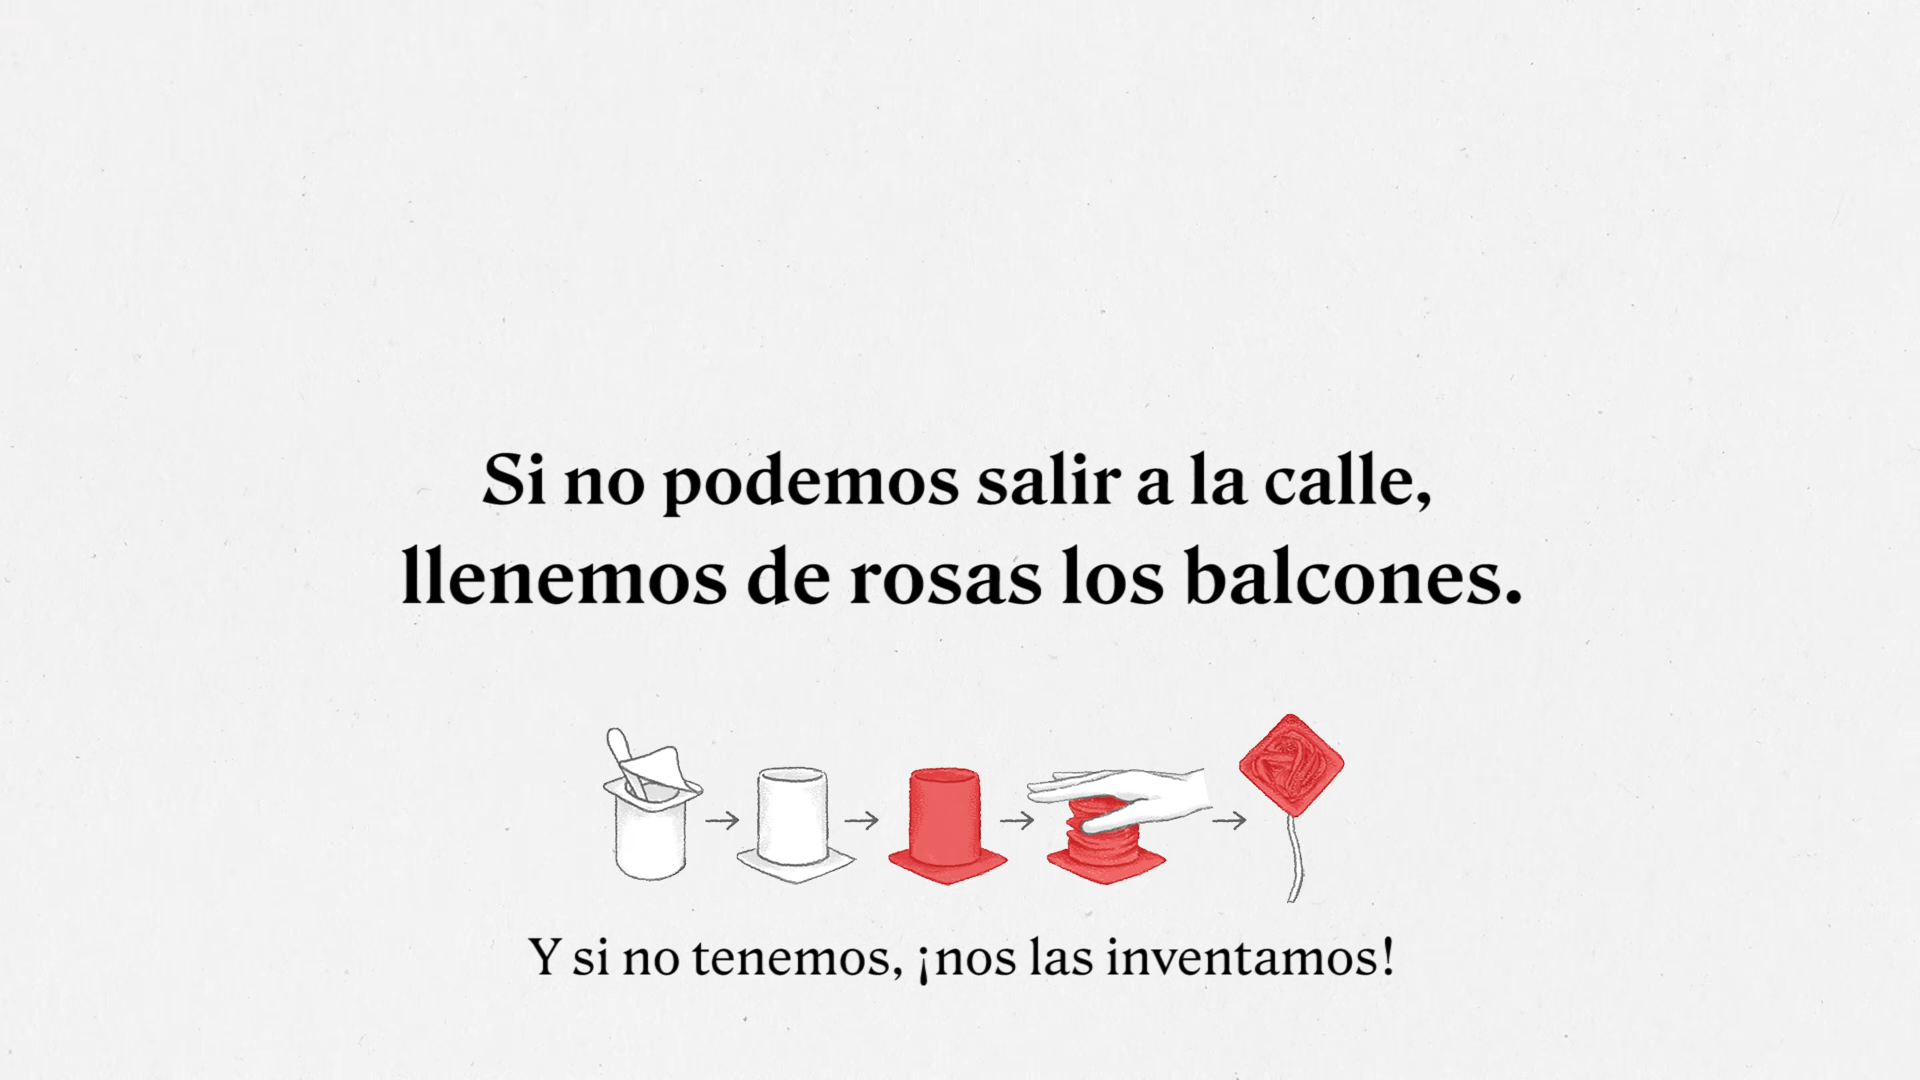 Si no podemos salir a la calle,
llenemos de rosas los balcones.
Y si no tenemos, ¡nos las inventamos!